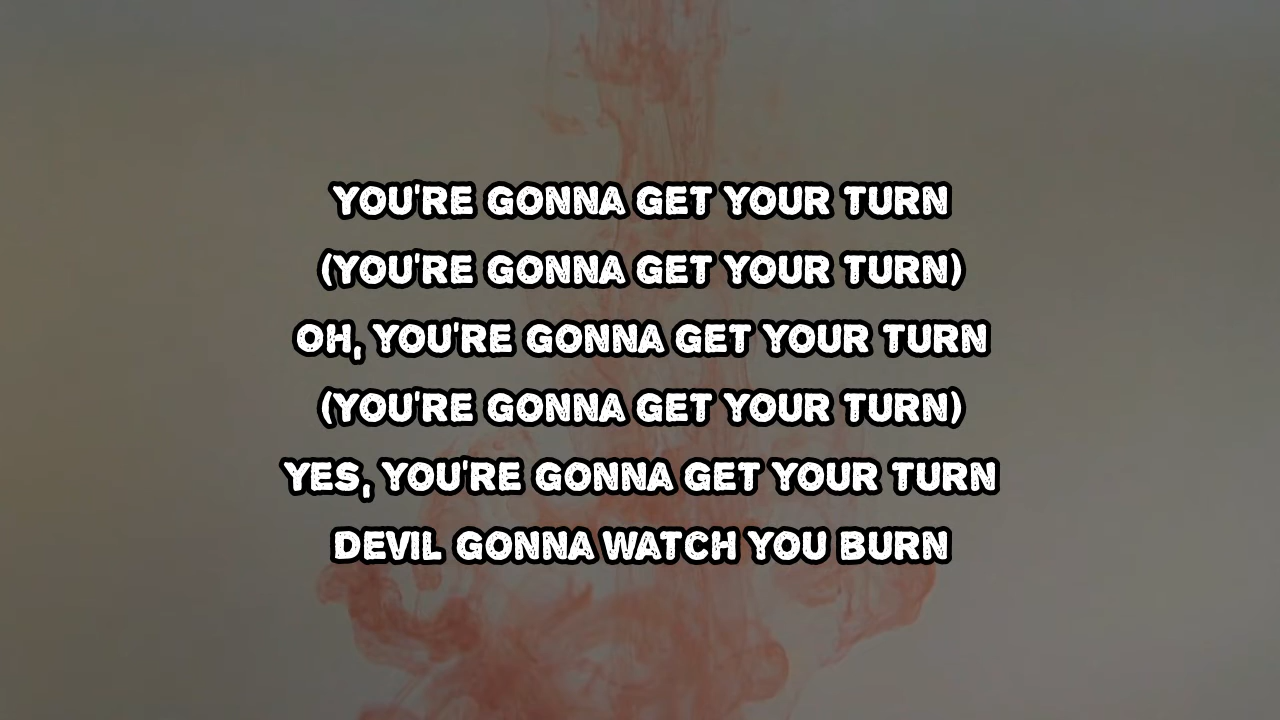 YOU'RE GONNA GET YOUR TURN
(YOU'RE GONNA GET YOUR TURN)
OH, YOU'RE GONNA GET YOUR TURN
(YOU'RE GONNA GET YOUR TURN)
YES, YOU'RE GONNA GET YOUR TURN
DEVIL GONNA WATCH YOU BURN